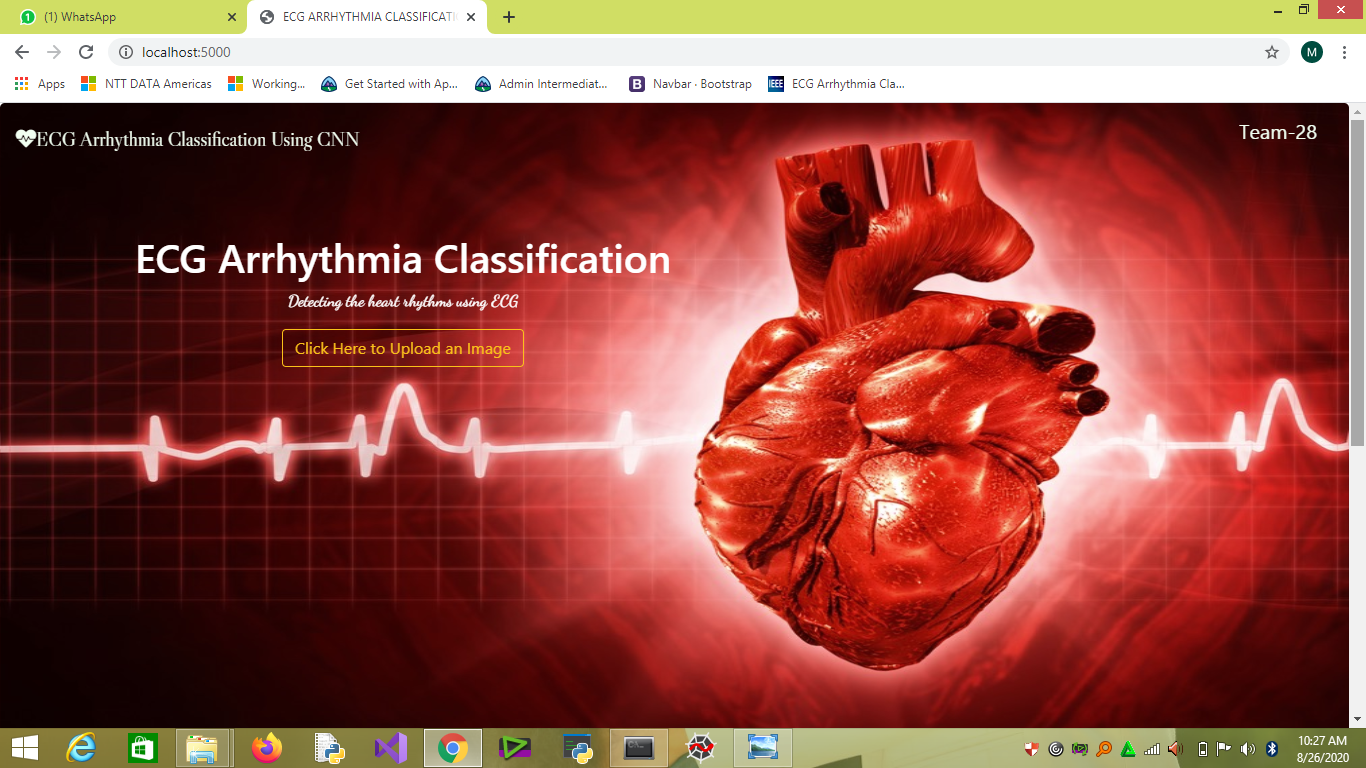 (1) WhatsApp
ECG ARRHYTHMIA CLASSIFICATI
localhost:5000
M
Apps
NTT DATA Americas
Working...
Get Started with Ap...
Admin Intermediat...
B
Navbar · Bootstrap
IEEE
ECG Arrhythmia Cla...
ECG Arrhythmia Classification Using CNN
Team-28
ECG Arrhythmia Classification
Detecting the heart rhythms using ECG
Click Here to Upload an Image
10:27 AM
8/26/2020